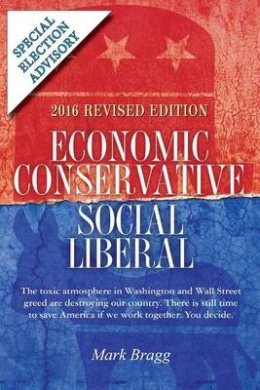 SPECIAL
ELECTION
ADVISORY
2016 REVISED EDITION
ECONOMIC
CONSERVATIVE
SOCIAL
LIBERAL
The toxic atmosphere in Washington and Wall Street
greed are destroying our country. There is still time
to save America if we work together. You decide.
Mark Bragg